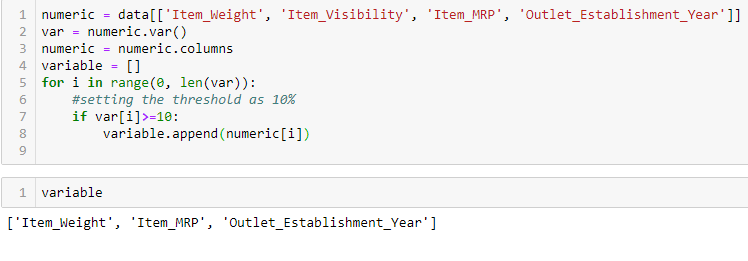 1 numeric = data[['Item_Weight', 'Item_Visibility', 'Item_MRP', 'Outlet_Establishment_Year']]
2 var = numeric.var()
3 numeric = numeric.columns
4 variable = []
5 for i in range(0, len(var)):
6     #setting the threshold as 10%
7     if var[i]>=10:
8         variable.append(numeric[i])
9
1 variable
['Item_Weight', 'Item_MRP', 'Outlet_Establishment_Year']